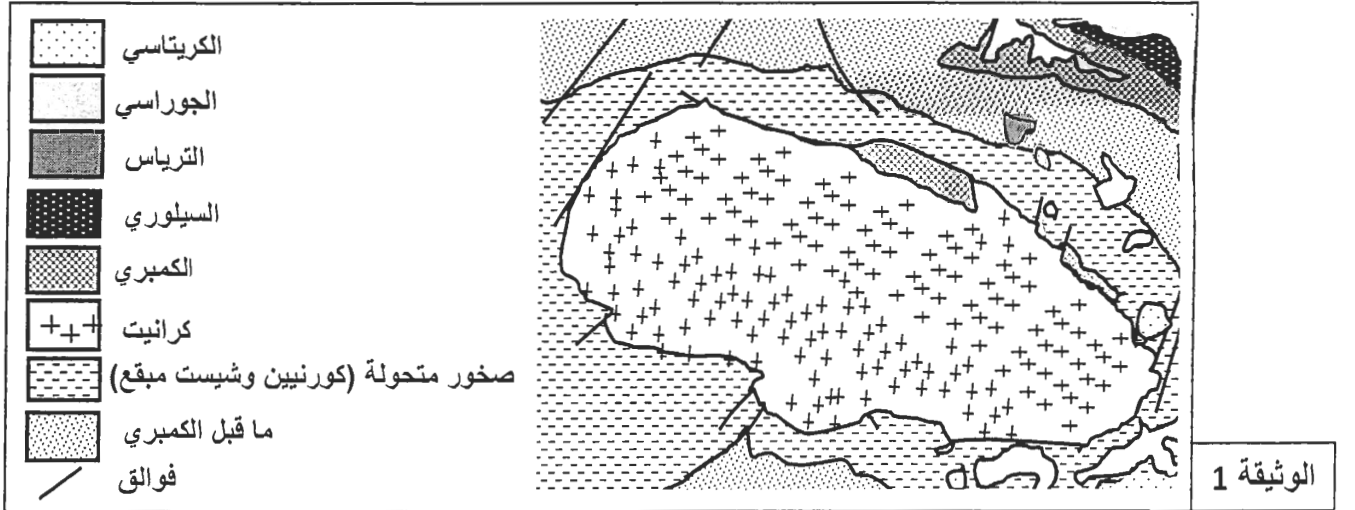 الكريتاسي
الجوراسي
الترياس
السيلوري
الكمبري
كرانيت
صخور متحولة (كورنيين وشيست مبقع)
ما قبل الكمبري
فوالق
الوثيقة 1